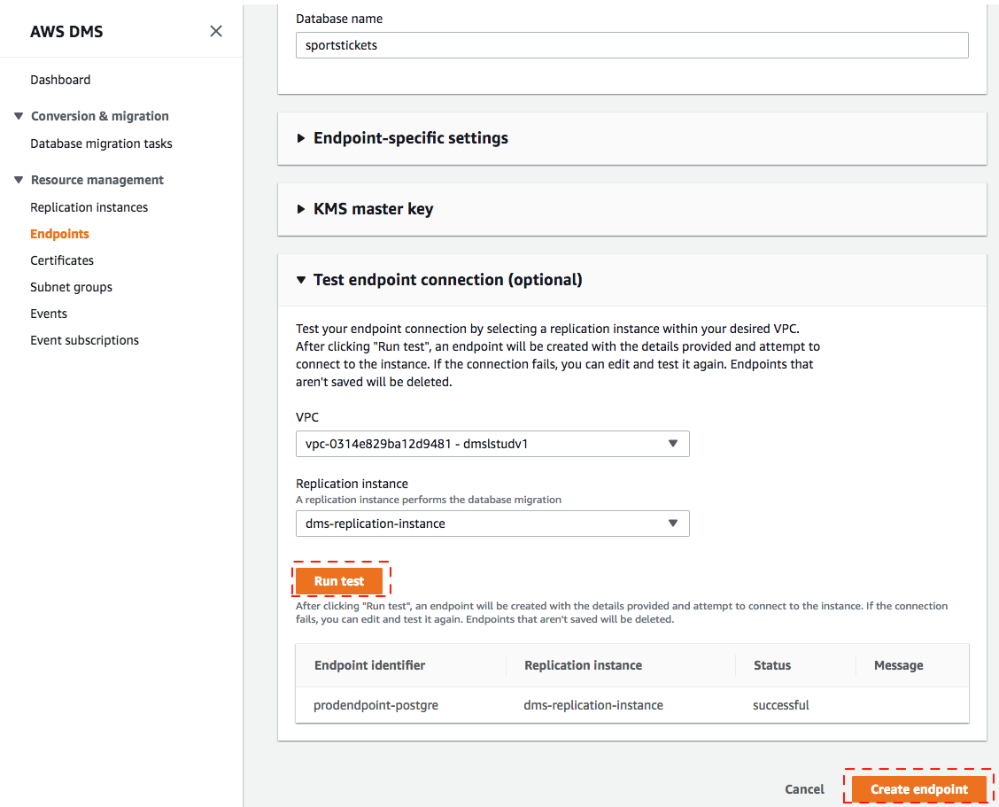 AWS DMS
Dashboard
Conversion & migration
Database migration tasks
Resource management
Replication instances
Endpoints
Certificates
Subnet groups
Events
Event subscriptions
Database name
sportstickets
Endpoint-specific settings
KMS master key
Test endpoint connection (optional)
Test your endpoint connection by selecting a replication instance within your desired VPC.
After clicking "Run test", an endpoint will be created with the details provided and attempt to
connect to the instance. If the connection fails, you can edit and test it again. Endpoints that
aren't saved will be deleted.
VPC
vpc-0314e829ba12d9481 - dmslstudv1
Replication instance
A replication instance performs the database migration
dms-replication-instance
Run test
After clicking "Run test", an endpoint will be created with the details provided and attempt to connect to the instance. If the connection
fails, you can edit and test it again. Endpoints that aren't saved will be deleted.
Endpoint identifier Replication instance Status Message
prodendpoint-postgre dms-replication-instance successful
Cancel Create endpoint